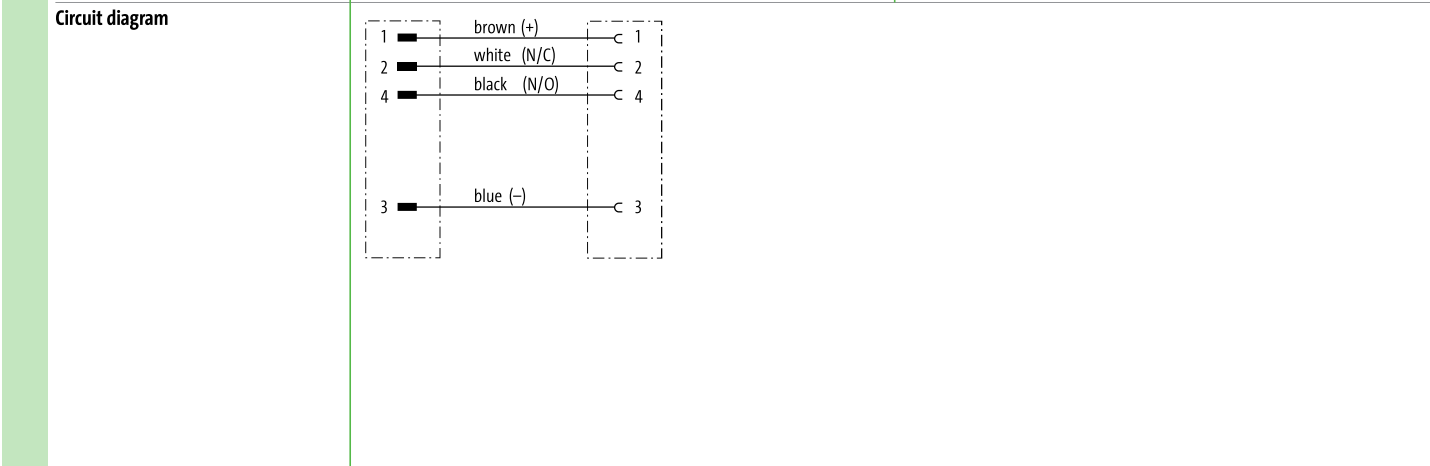 Circuit diagram
1 brown (+) 1
2 white (N/C) 2
4 black (N/O) 4
3 blue (–) 3